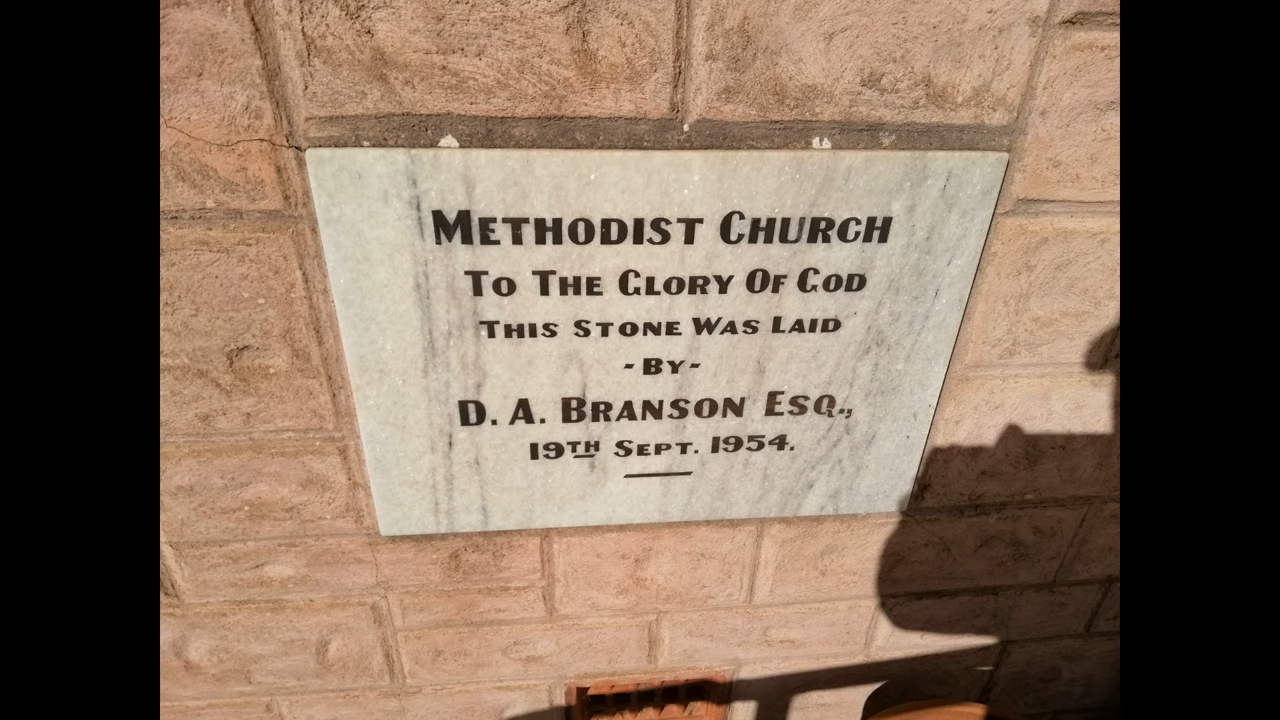 METHODIST CHURCH
TO THE GLORY OF GOD
THIS STONE WAS LAID
-BY-
D. A. BRANSON ESQ.,
19TH SEPT. 1954.